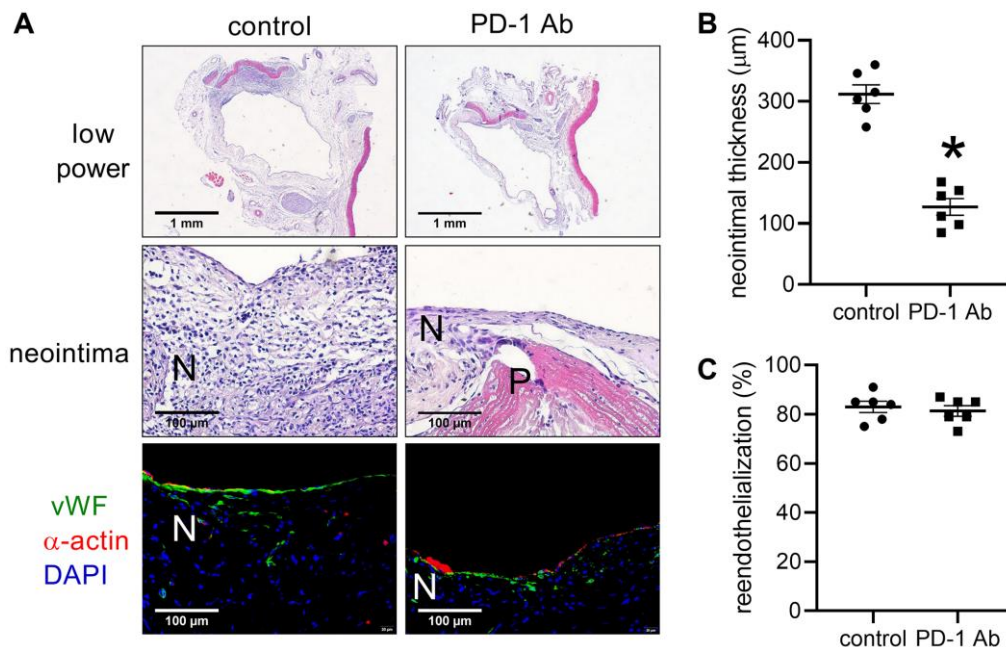 A
control
PD-1 Ab
low
power
1 mm
1 mm
neointima
N
100 µm
N
P
100 µm
vWF
α-actin
DAPI
N
100 µm
N
100 µm
B
neointimal thickness (µm)
400
300
200
100
0
*
control PD-1 Ab
C
reendothelialization (%)
100
80
60
40
20
0
control PD-1 Ab